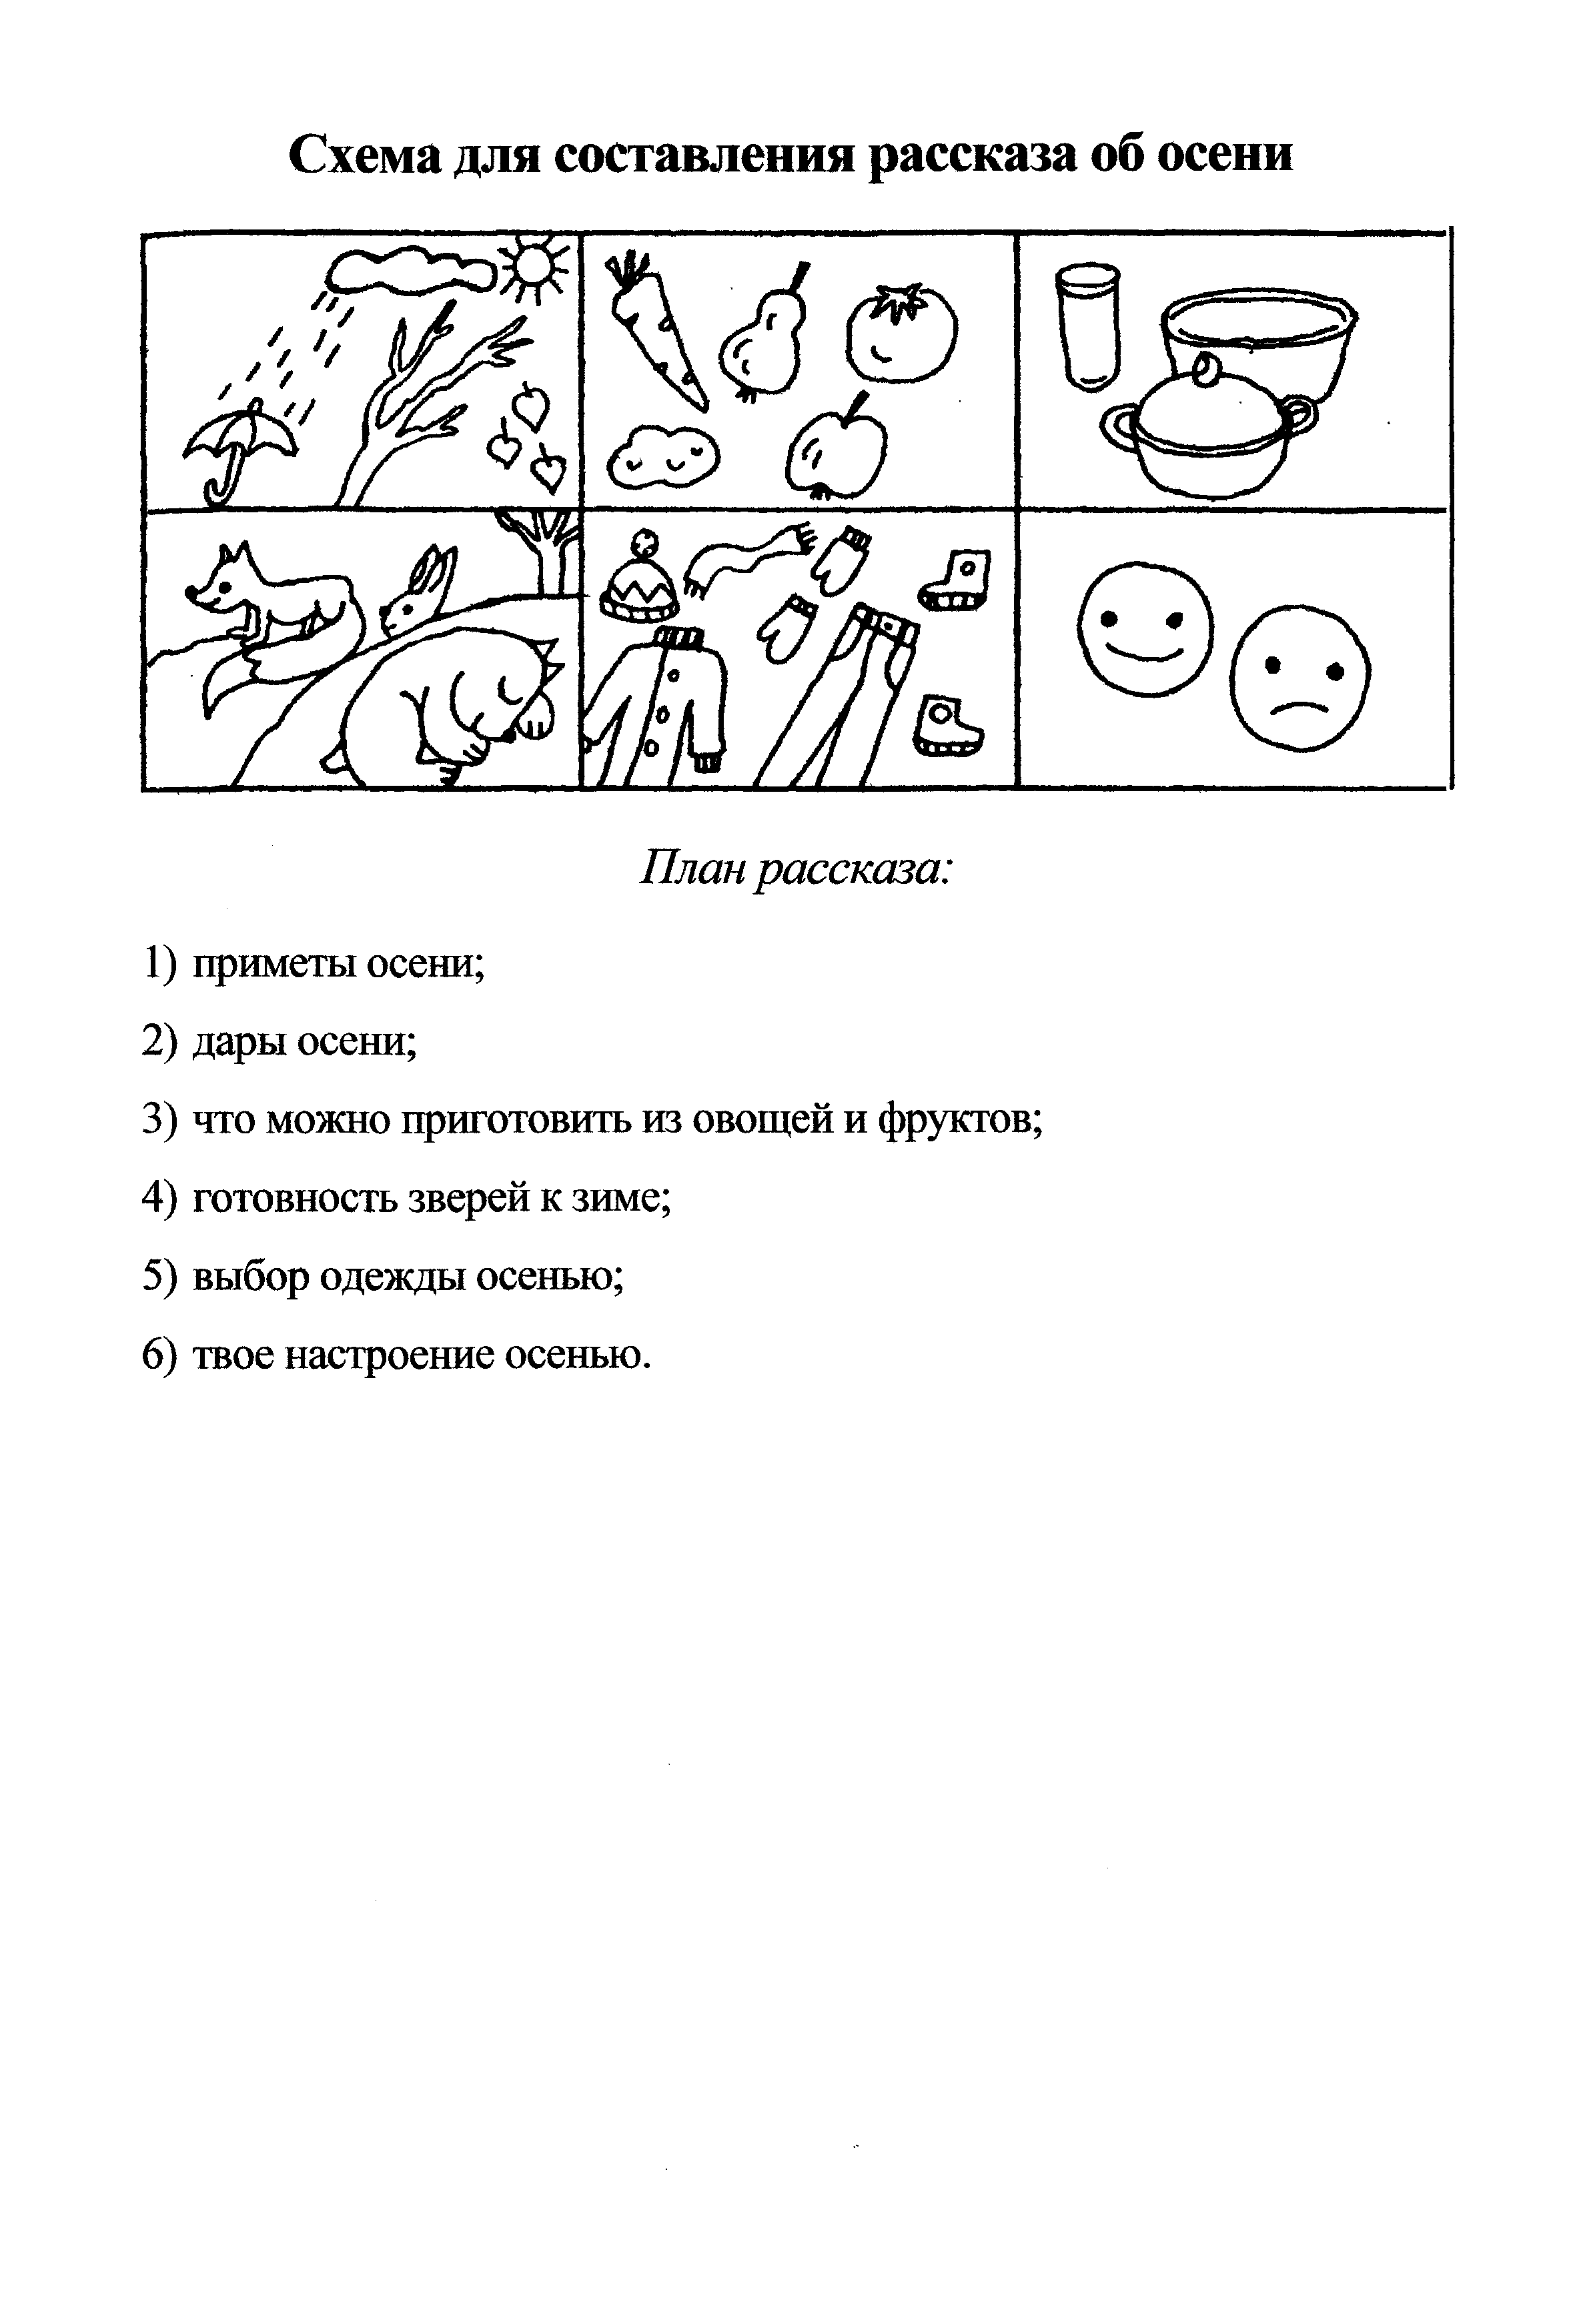 Схема для составления рассказа об осени
План рассказа:
1) приметы осени;
2) дары осени;
3) что можно приготовить из овощей и фруктов;
4) готовность зверей к зиме;
5) выбор одежды осенью;
6) твое настроение осенью.